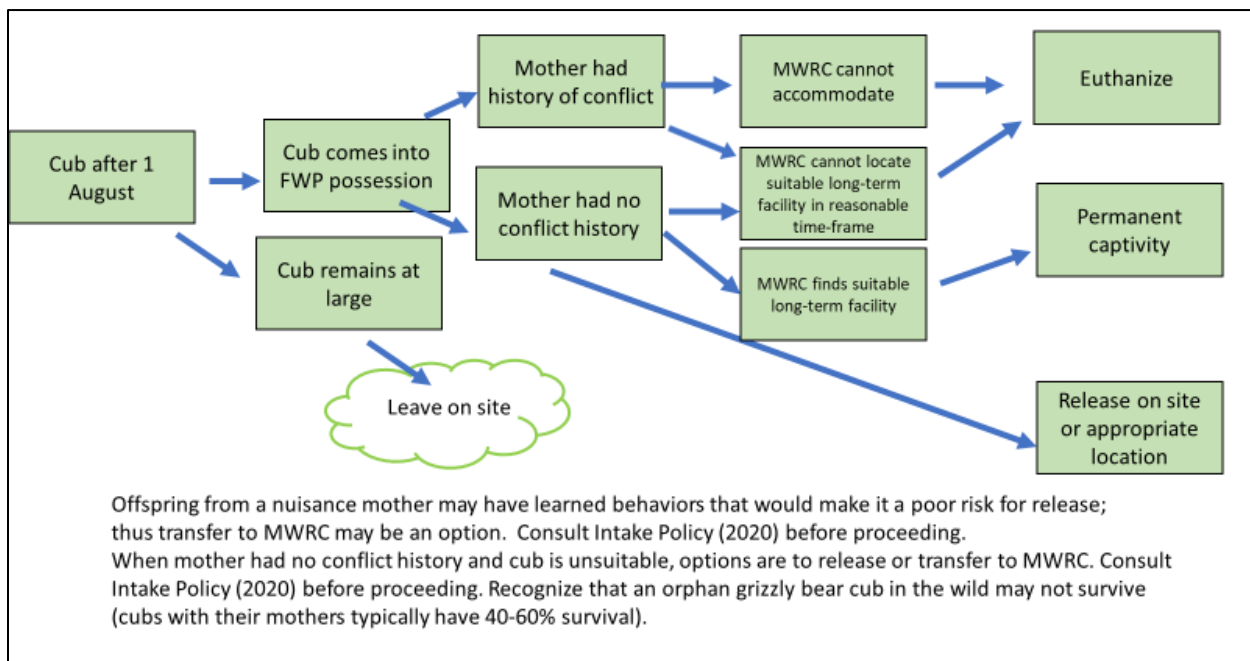 Cub after 1
August
Cub comes into
FWP possession
Cub remains at
large
Leave on site
Mother had
history of conflict
Mother had no
conflict history
MWRC cannot
accommodate
MWRC cannot locate
suitable long-term
facility in reasonable
time-frame
MWRC finds suitable
long-term facility
Euthanize
Permanent
captivity
Release on site
or appropriate
location
Offspring from a nuisance mother may have learned behaviors that would make it a poor risk for release;
thus transfer to MWRC may be an option.  Consult Intake Policy (2020) before proceeding.
When mother had no conflict history and cub is unsuitable, options are to release or transfer to MWRC. Consult
Intake Policy (2020) before proceeding. Recognize that an orphan grizzly bear cub in the wild may not survive
(cubs with their mothers typically have 40-60% survival).